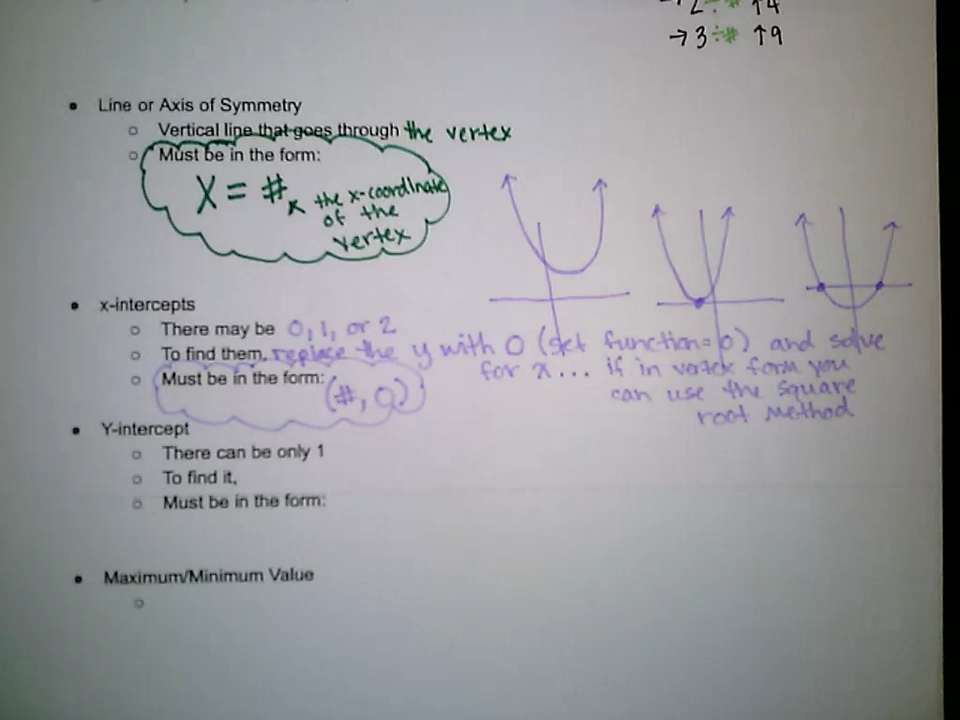 → 2 ÷# ↑4
→ 3 ÷# ↑9
• Line or Axis of Symmetry
○ Vertical line that goes through the vertex
○ Must be in the form:
X = # ↖ the x-coordinate
of the
vertex
• x-intercepts
○ There may be 0, 1, or 2
○ To find them, replace the y with 0 (set function=0) and solve
for x... if in vertex form you
○ Must be in the form: (#, 0)
can use the square
root method
• Y-intercept
○ There can be only 1
○ To find it,
○ Must be in the form:
• Maximum/Minimum Value
○